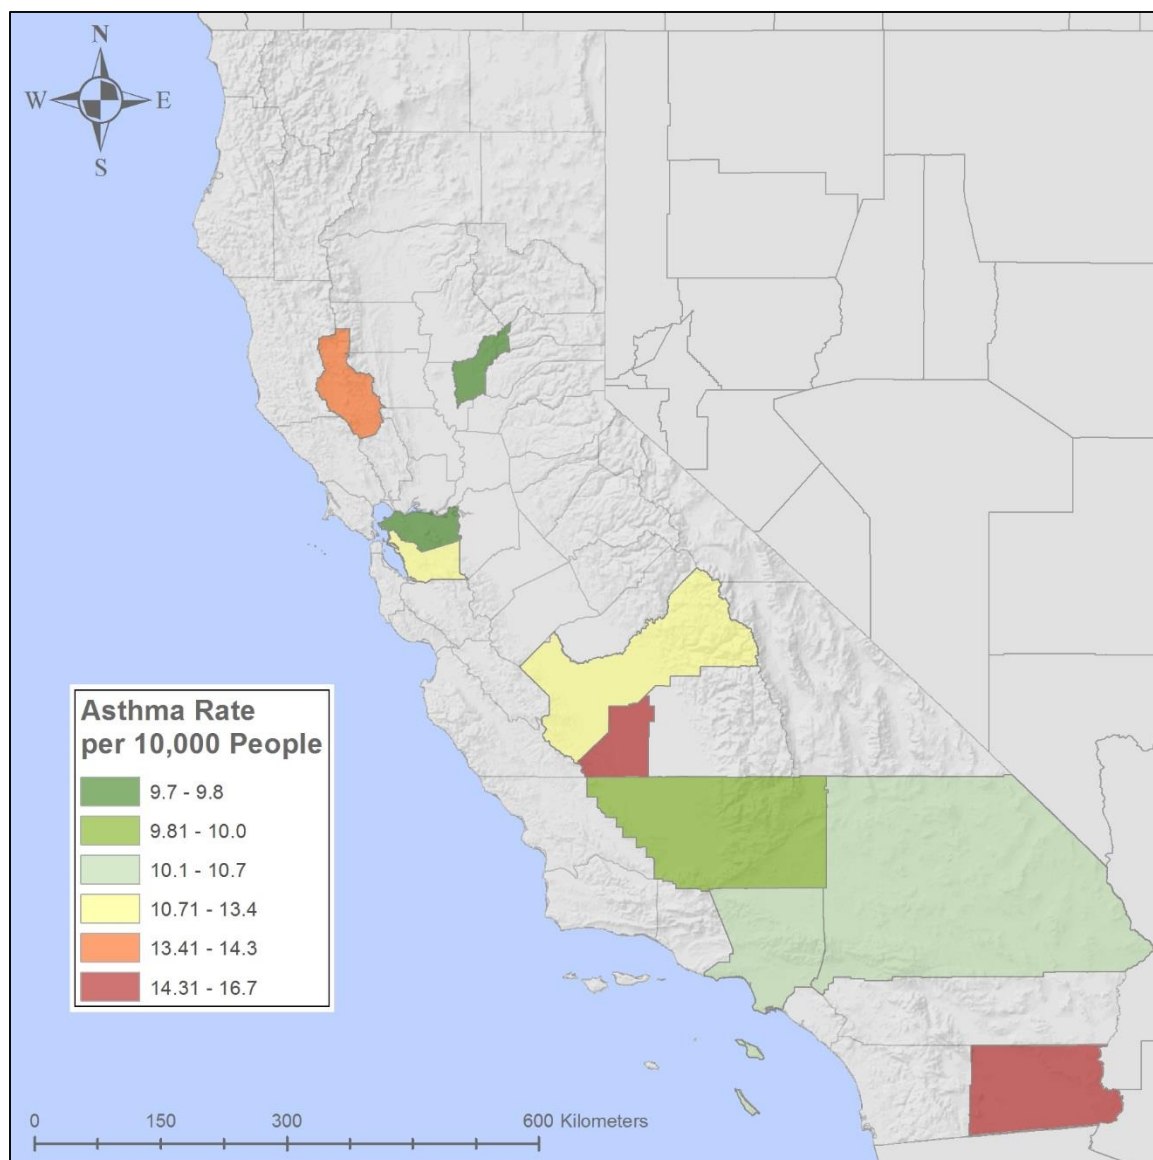 N
W E
S
Asthma Rate
per 10,000 People
9.7 - 9.8
9.81 - 10.0
10.1 - 10.7
10.71 - 13.4
13.41 - 14.3
14.31 - 16.7
0 150 300 600 Kilometers